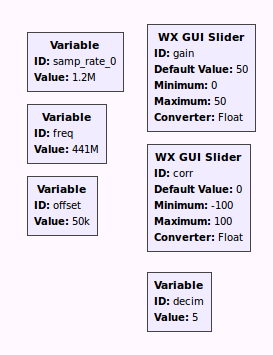 Variable
ID: samp_rate_0
Value: 1.2M
Variable
ID: freq
Value: 441M
Variable
ID: offset
Value: 50k
WX GUI Slider
ID: gain
Default Value: 50
Minimum: 0
Maximum: 50
Converter: Float
WX GUI Slider
ID: corr
Default Value: 0
Minimum: -100
Maximum: 100
Converter: Float
Variable
ID: decim
Value: 5